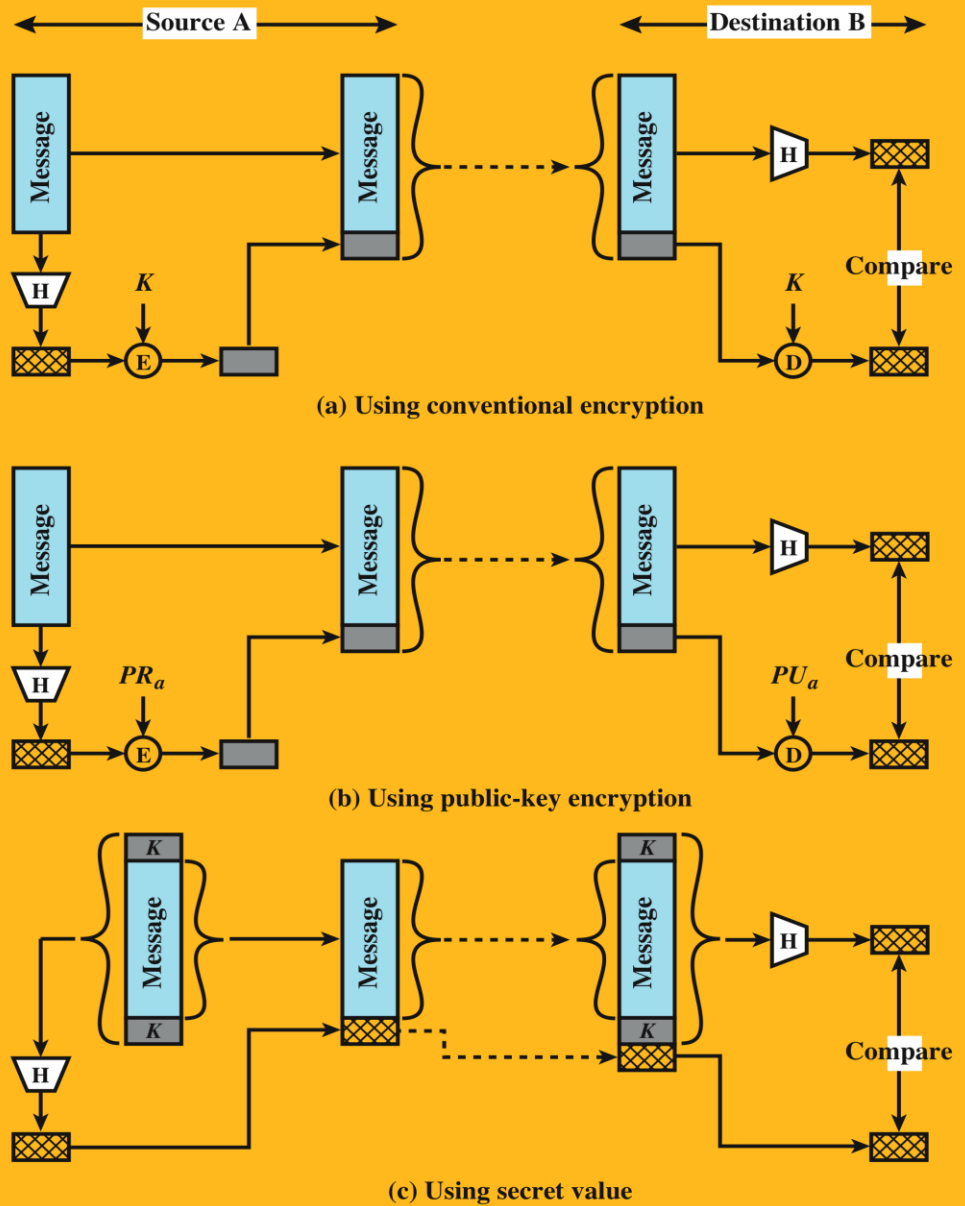 Source A
Destination B
Message
Message
Message
H
H
K
K
Compare
E
D
(a) Using conventional encryption
Message
Message
Message
H
H
PRa
PUa
Compare
E
D
(b) Using public-key encryption
K
K
Message
Message
Message
H
K
K
H
Compare
(c) Using secret value